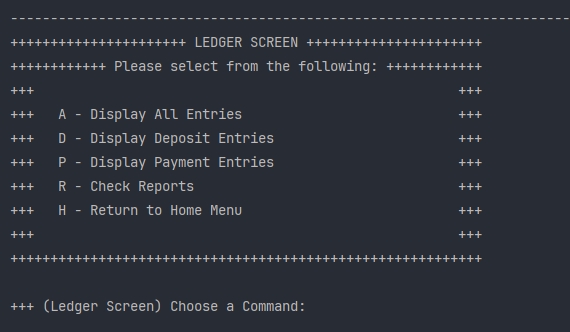 ----------------------------------------------------------------------
++++++++++++++++++++++ LEDGER SCREEN ++++++++++++++++++++++
++++++++++++ Please select from the following: ++++++++++++
+++                                                     +++
+++   A - Display All Entries                           +++
+++   D - Display Deposit Entries                       +++
+++   P - Display Payment Entries                       +++
+++   R - Check Reports                                 +++
+++   H - Return to Home Menu                           +++
+++                                                     +++
+++++++++++++++++++++++++++++++++++++++++++++++++++++++++++
+++ (Ledger Screen) Choose a Command: